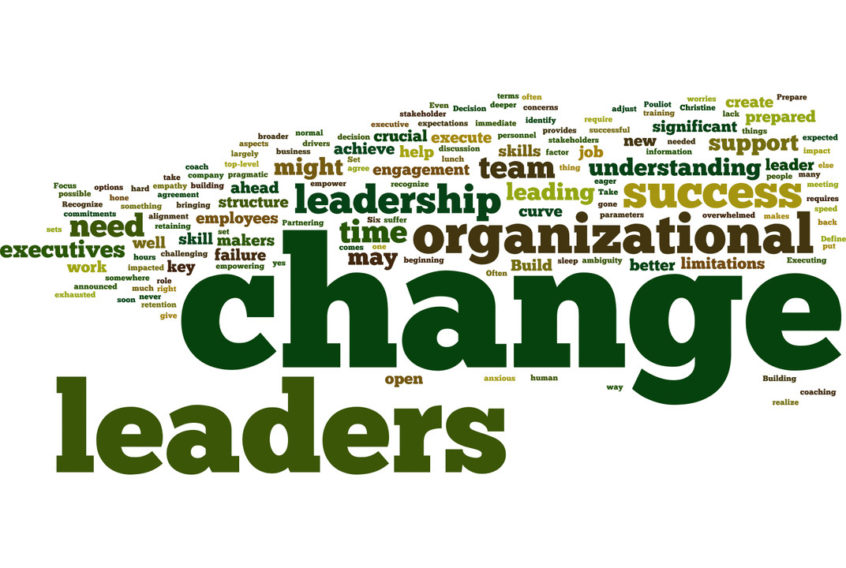 terms often
worries Prepare
Even Decision deeper concerns
adjust Pouliot Christine create
stakeholder
training lack prepared
executive expectations immediate identify require
broader normal decision crucial execute personnel provides successful significant things
aspects drivers achieve help discussion stakeholders new needed support expected
largely business skills factor job information impact
coach Set lunch
top-level might agree engagement team thing understanding leader else
take company pragmatic people many
Focus options hard empathy building ahead empower recognize eager meeting
possible hone agreement leadership leading Take success requires
Recognize something bringing structure gone speed
commitments alignment employees Partnering Six suffer curve parameters overwhelmed makes back
sets need retaining set time organizational Define
executives well skill makers comes one put
hours challenging failure may beginning Build sleep ambiguity better limitations Executing
work impacted key empowering yes Often
somewhere role
announced much right
exhausted soon never
retention
give
change
open anxious human Building
way coaching
realize
leaders